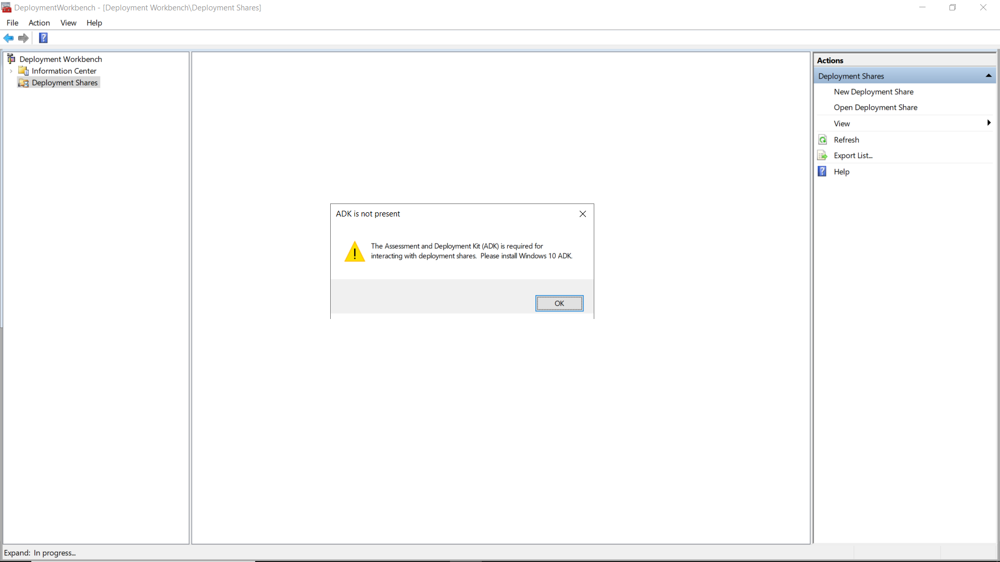 DeploymentWorkbench - [Deployment Workbench\Deployment Shares]
File Action View Help
Deployment Workbench
Information Center
Deployment Shares
Actions
Deployment Shares
New Deployment Share
Open Deployment Share
View
Refresh
Export List...
Help
ADK is not present
The Assessment and Deployment Kit (ADK) is required for
interacting with deployment shares.  Please install Windows 10 ADK.
OK
Expand:  In progress...